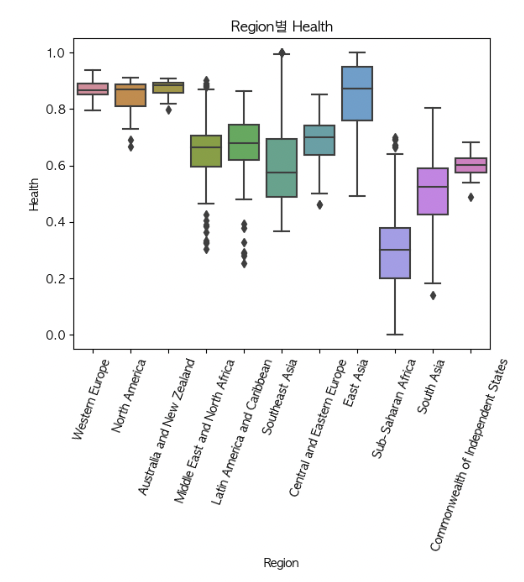 Region별 Health
Health
1.0
0.8
0.6
0.4
0.2
0.0
Western Europe
North America
Australia and New Zealand
Middle East and North Africa
Latin America and Caribbean
Southeast Asia
Central and Eastern Europe
East Asia
Sub-Saharan Africa
South Asia
Commonwealth of Independent States
Region